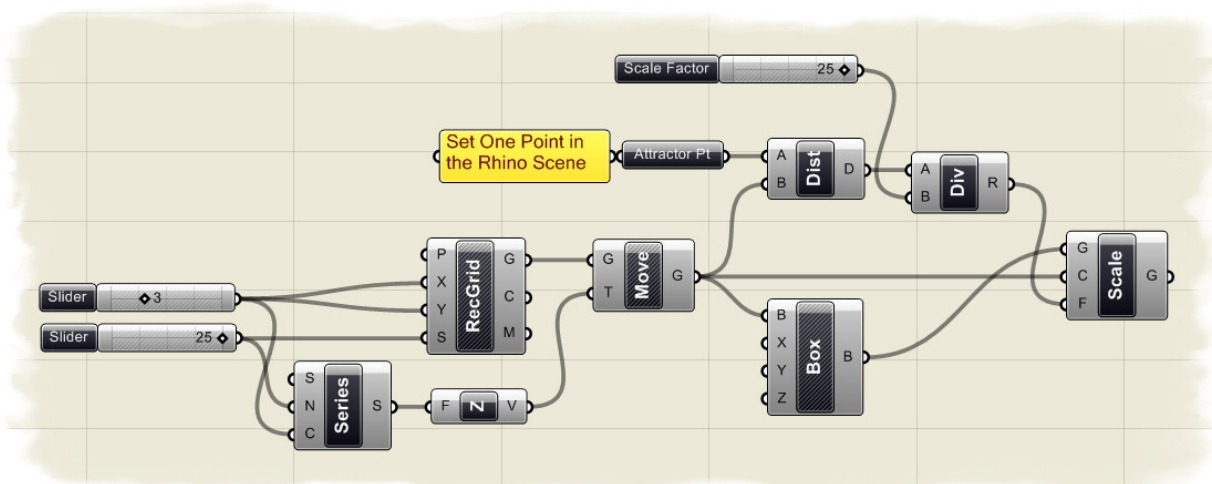 Scale Factor 25
Set One Point in
the Rhino Scene
Attractor Pt
A B Dist D
A B Div R
P X Y S RecGrid G C M
G T Move G
G C F Scale G
Slider 3
Slider 25
B X Y Z Box B
S N C Series S
F Z V